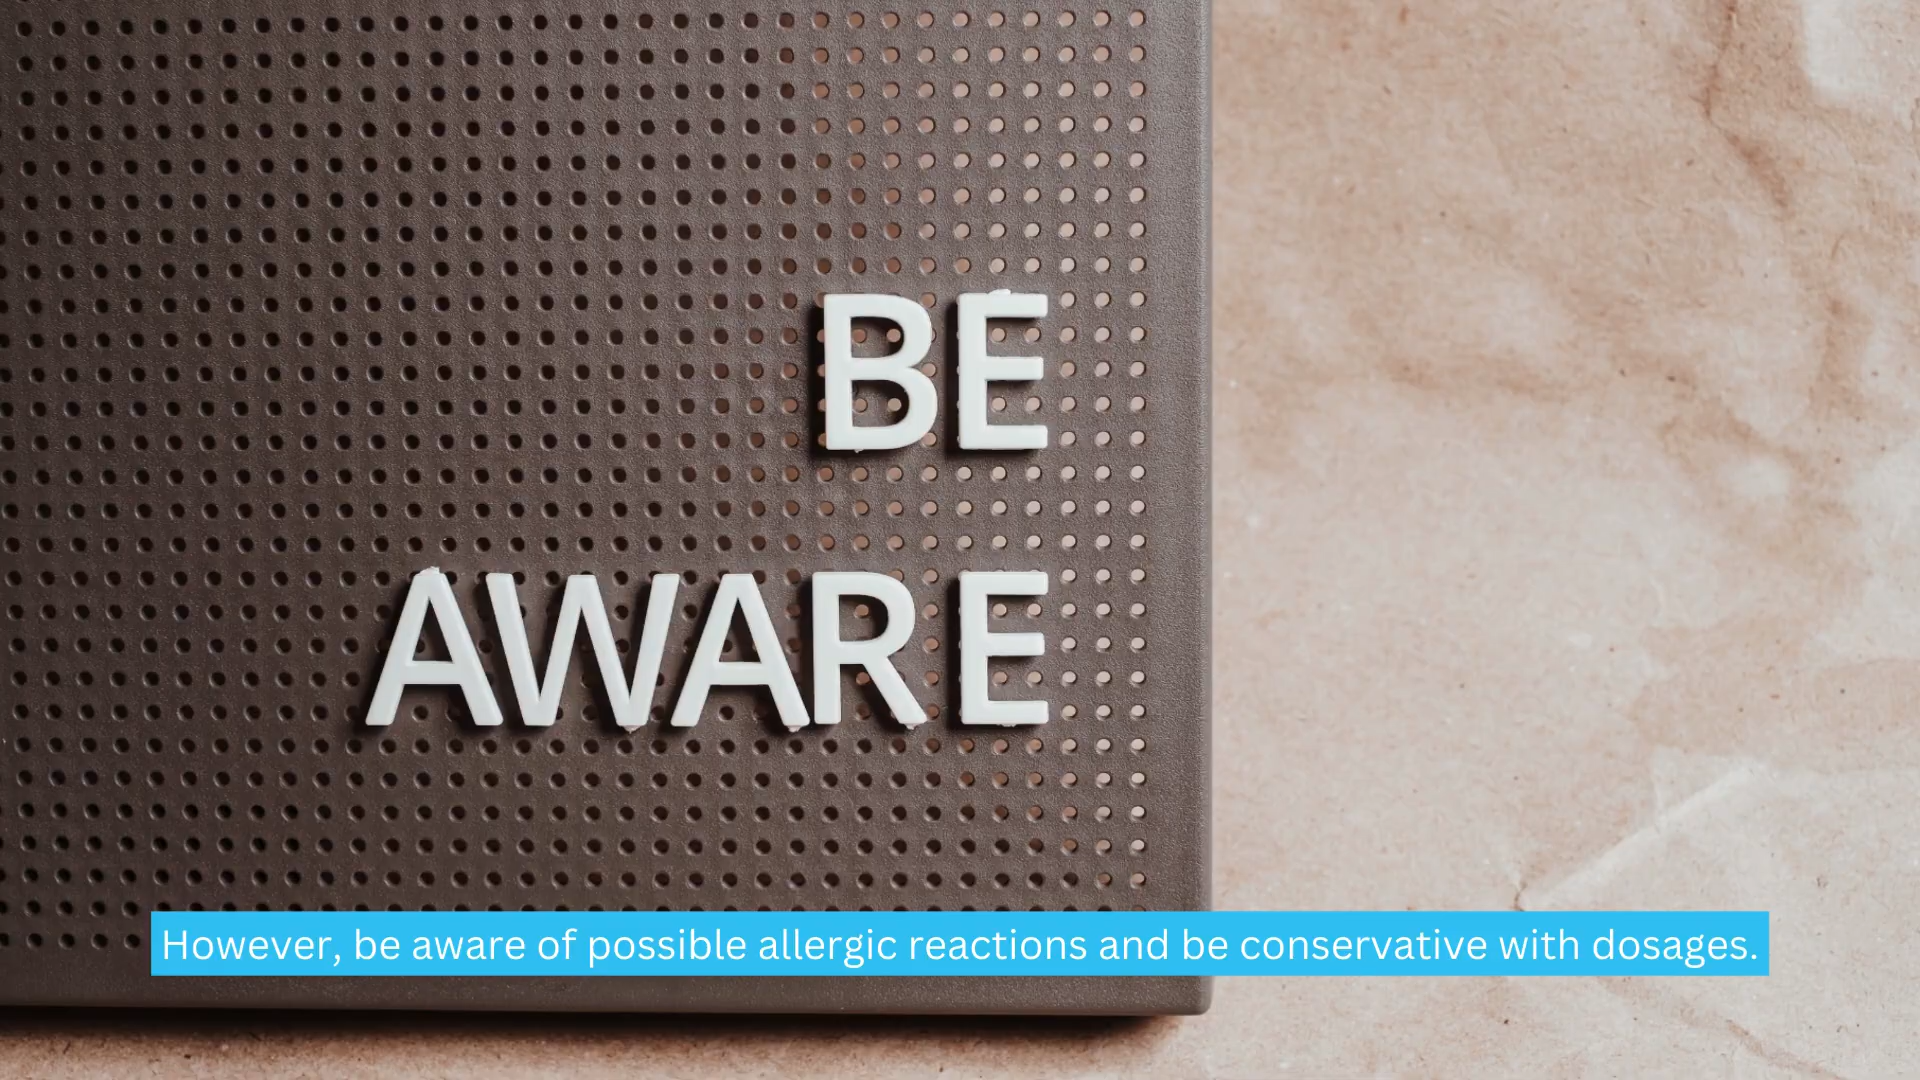 BE
AWARE
However, be aware of possible allergic reactions and be conservative with dosages.